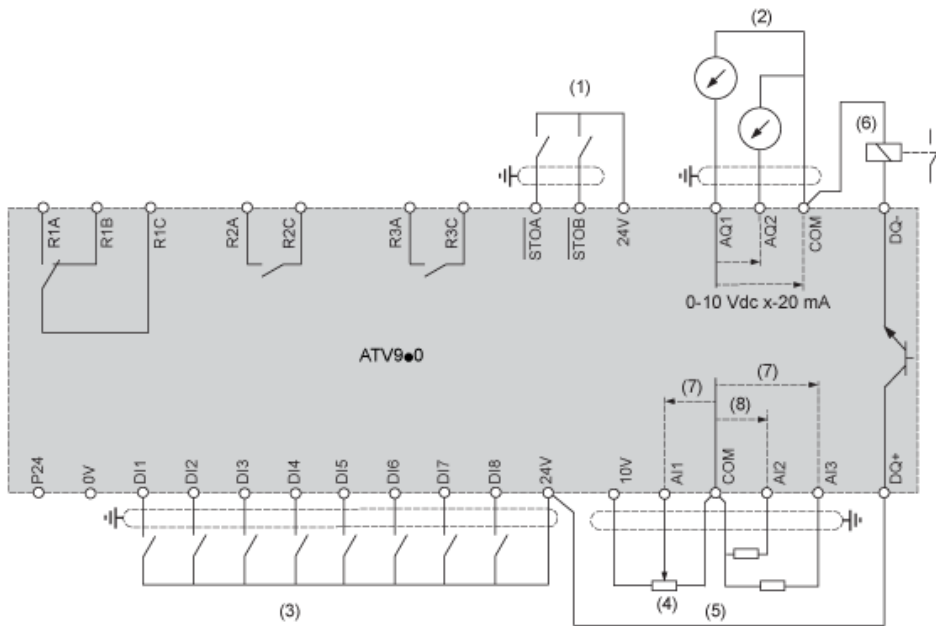 (2)
(1)
(6)
R1A
R1B
R1C
R2A
R2C
R3A
R3C
STOA
STOB
24V
AQ1
AQ2
COM
DQ-
0-10 Vdc x-20 mA
ATV9●0
(7)
(7)
(8)
P24
0V
DI1
DI2
DI3
DI4
DI5
DI6
DI7
DI8
24V
10V
AI1
COM
AI2
AI3
DQ+
(3)
(4)
(5)